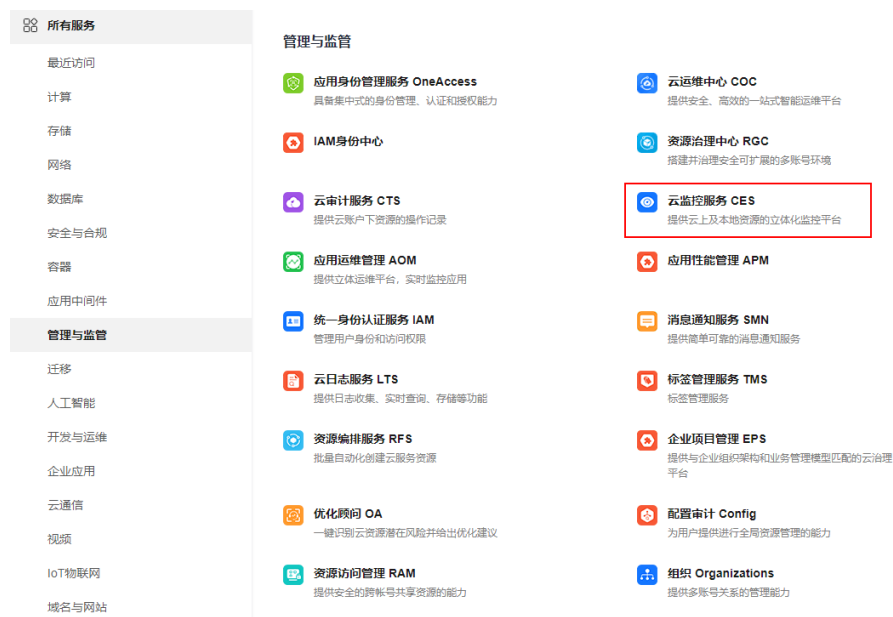 所有服务
最近访问
计算
存储
网络
数据库
安全与合规
容器
应用中间件
管理与监管
迁移
人工智能
开发与运维
企业应用
云通信
视频
IoT物联网
域名与网站
管理与监管
应用身份管理服务 OneAccess
具备集中式的身份管理、认证和授权能力
云运维中心 COC
提供安全、高效的一站式智能运维平台
IAM身份中心
资源治理中心 RGC
搭建并治理安全可扩展的多账号环境
云审计服务 CTS
提供云账户下资源的操作记录
云监控服务 CES
提供云上及本地资源的立体化监控平台
应用运维管理 AOM
提供立体运维平台，实时监控应用
应用性能管理 APM
统一身份认证服务 IAM
管理用户身份和访问权限
消息通知服务 SMN
提供简单可靠的消息通知服务
云日志服务 LTS
提供日志收集、实时查询、存储等功能
标签管理服务 TMS
标签管理服务
资源编排服务 RFS
批量自动化创建云服务资源
企业项目管理 EPS
提供与企业组织架构和业务管理模型匹配的云治理
平台
优化顾问 OA
一键识别云资源潜在风险并给出优化建议
配置审计 Config
为用户提供进行全局资源管理的能力
资源访问管理 RAM
提供安全的跨帐号共享资源的能力
组织 Organizations
提供多账号关系的管理能力